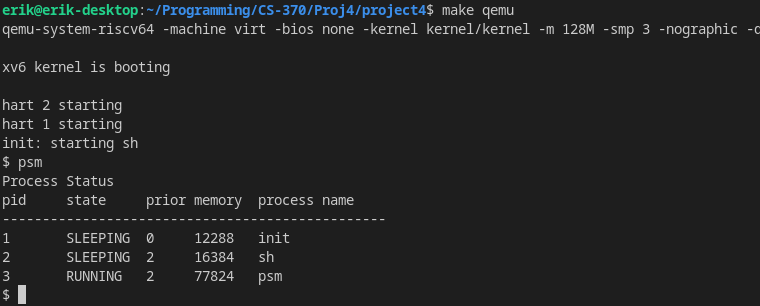 erik@erik-desktop:~/Programming/CS-370/Proj4/project4$ make qemu
qemu-system-riscv64 -machine virt -bios none -kernel kernel/kernel -m 128M -smp 3 -nographic -d
xv6 kernel is booting
hart 2 starting
hart 1 starting
init: starting sh
$ psm
Process Status
pid     state     prior memory   process name
------------------------------------------------
1       SLEEPING  0     12288   init
2       SLEEPING  2     16384   sh
3       RUNNING   2     77824   psm
$